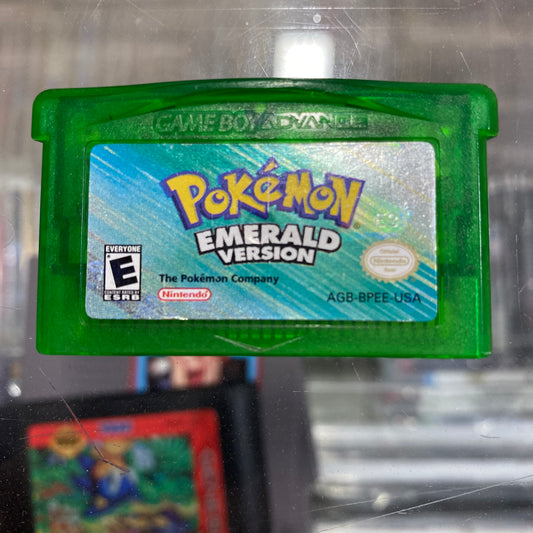 GAME BOY ADVANCE
POKéMON
EMERALD
VERSION
EVERYONE
E
CONTENT RATED BY
ESRB
The Pokémon Company
Nintendo
Official
Nintendo
Seal
AGB-BPEE-USA